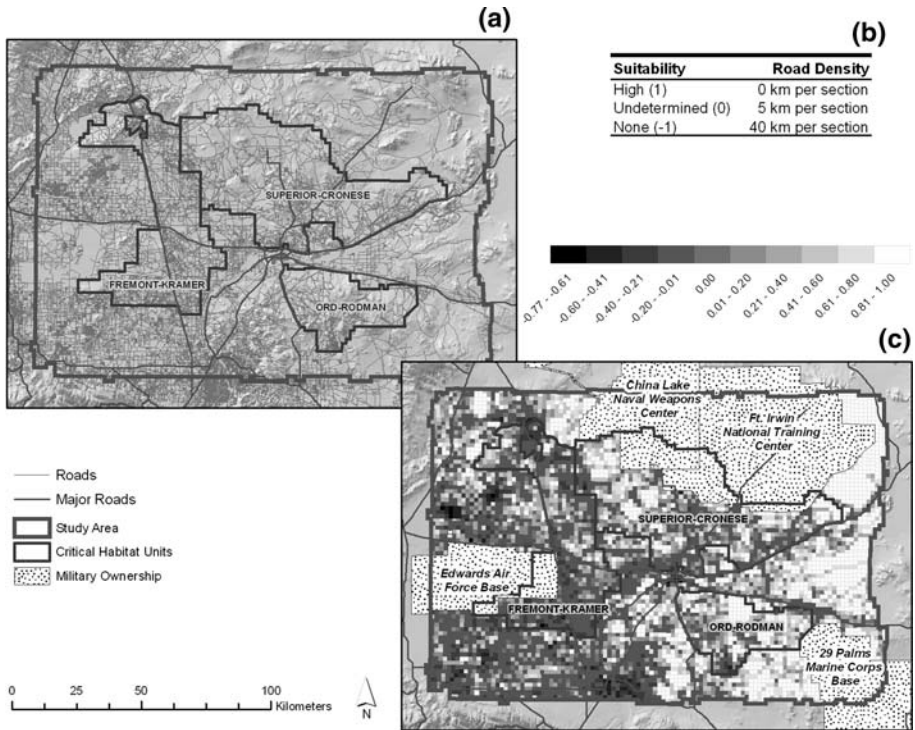 (a)
SUPERIOR-CRONESE
FREMONT-KRAMER
ORD-RODMAN
(b)
Suitability Road Density
High (1) 0 km per section
Undetermined (0) 5 km per section
None (-1) 40 km per section
-0.77 - -0.61
-0.60 - -0.41
-0.40 - -0.21
-0.20 - -0.01
0.00
0.01 - 0.20
0.21 - 0.40
0.41 - 0.60
0.61 - 0.80
0.81 - 1.00
(c)
China Lake
Naval Weapons
Center
Ft. Irwin
National Training
Center
SUPERIOR-CRONESE
Edwards Air
Force Base
FREMONT-KRAMER
ORD-RODMAN
29 Palms
Marine Corps
Base
Roads
Major Roads
Study Area
Critical Habitat Units
Military Ownership
0 25 50 100
Kilometers
N